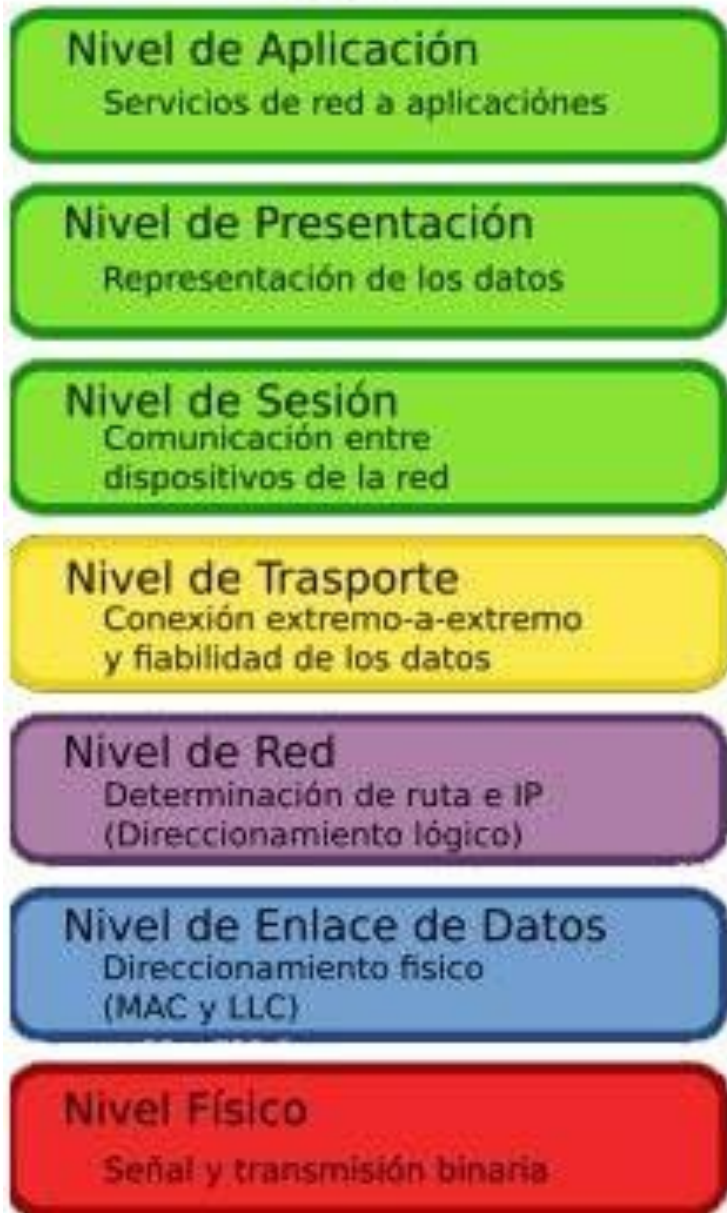 Nivel de Aplicación
Servicios de red a aplicaciónes
Nivel de Presentación
Representación de los datos
Nivel de Sesión
Comunicación entre
dispositivos de la red
Nivel de Trasporte
Conexión extremo-a-extremo
y fiabilidad de los datos
Nivel de Red
Determinación de ruta e IP
(Direccionamiento lógico)
Nivel de Enlace de Datos
Direccionamiento fisico
(MAC y LLC)
Nivel Físico
Señal y transmisión binaria